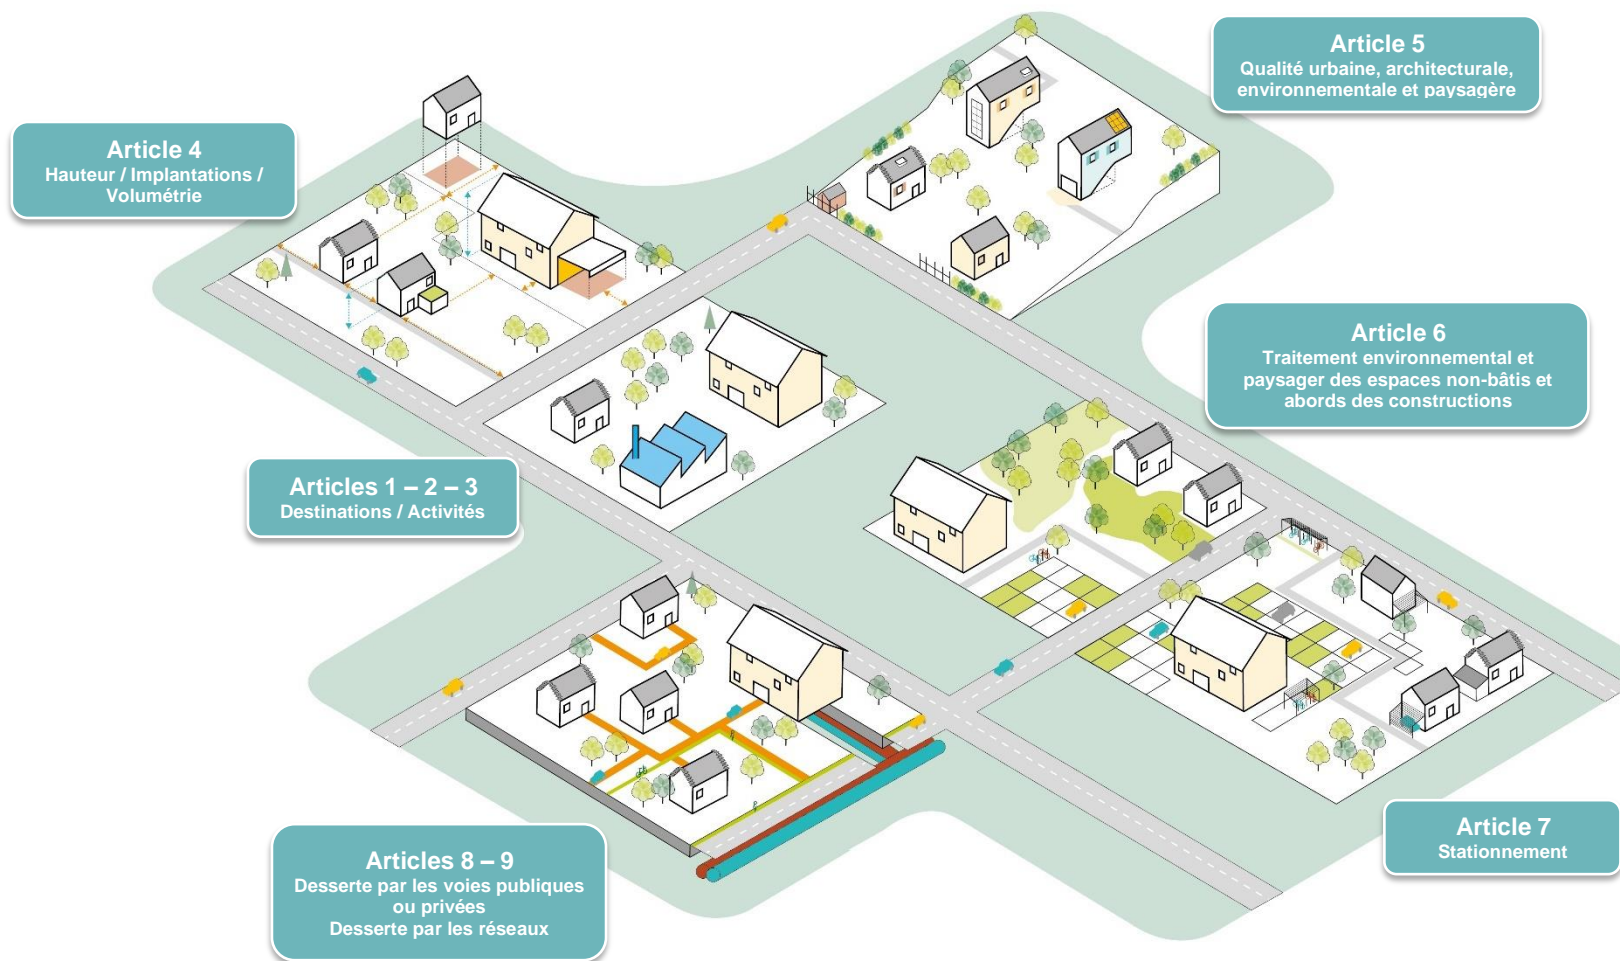 Article 5
Qualité urbaine, architecturale,
environnementale et paysagère
Article 4
Hauteur / Implantations /
Volumétrie
Article 6
Traitement environnemental et
paysager des espaces non-bâtis et
abords des constructions
Articles 1 – 2 – 3
Destinations / Activités
Article 7
Stationnement
Articles 8 – 9
Desserte par les voies publiques
ou privées
Desserte par les réseaux